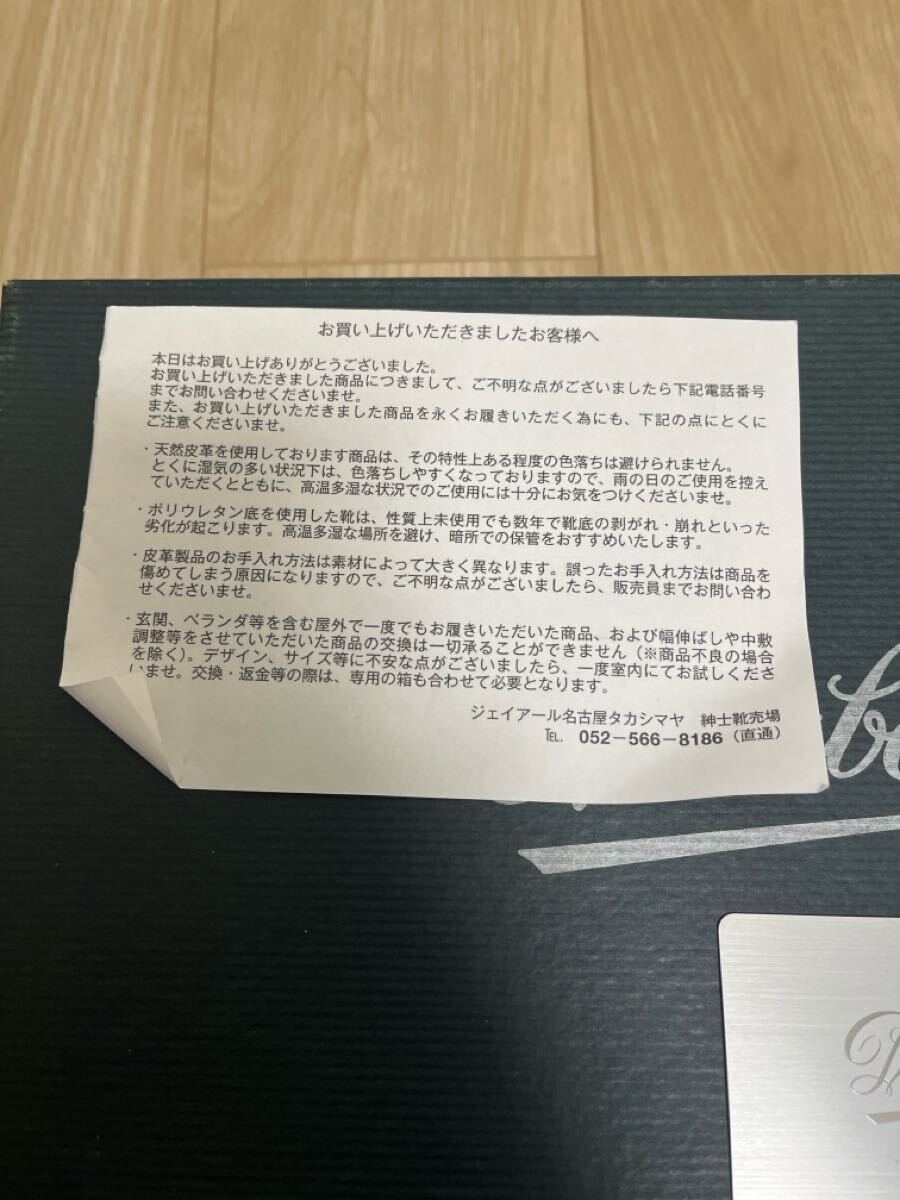 お買い上げいただきましたお客様へ
本日はお買い上げありがとうございました。
お買い上げいただきました商品につきまして、ご不明な点がございましたら下記電話番号
までお問い合わせくださいませ。
また、お買い上げいただきました商品を永くお履きいただく為にも、下記の点にとくに
ご注意くださいませ。
・天然皮革を使用しております商品は、その特性上ある程度の色落ちは避けられません。
とくに湿気の多い状況下は、色落ちしやすくなっておりますので、雨の日のご使用を控え
ていただくとともに、高温多湿な状況でのご使用には十分にお気をつけくださいませ。
・ポリウレタン底を使用した靴は、性質上未使用でも数年で靴底の剥がれ・崩れといった
劣化が起こります。高温多湿な場所を避け、暗所での保管をおすすめいたします。
・皮革製品のお手入れ方法は素材によって大きく異なります。誤ったお手入れ方法は商品を
傷めてしまう原因になりますので、ご不明な点がございましたら、販売員までお問い合わ
せくださいませ。
・玄関、ベランダ等を含む屋外で一度でもお履きいただいた商品、および幅伸ばしや中敷
調整等をさせていただいた商品の交換は一切承ることができません（※商品不良の場合
を除く）。デザイン、サイズ等に不安な点がございましたら、一度室内にてお試しくださ
いませ。交換・返金等の際は、専用の箱も合わせて必要となります。
ジェイアール名古屋タカシマヤ 紳士靴売場
TEL. 052-566-8186（直通）